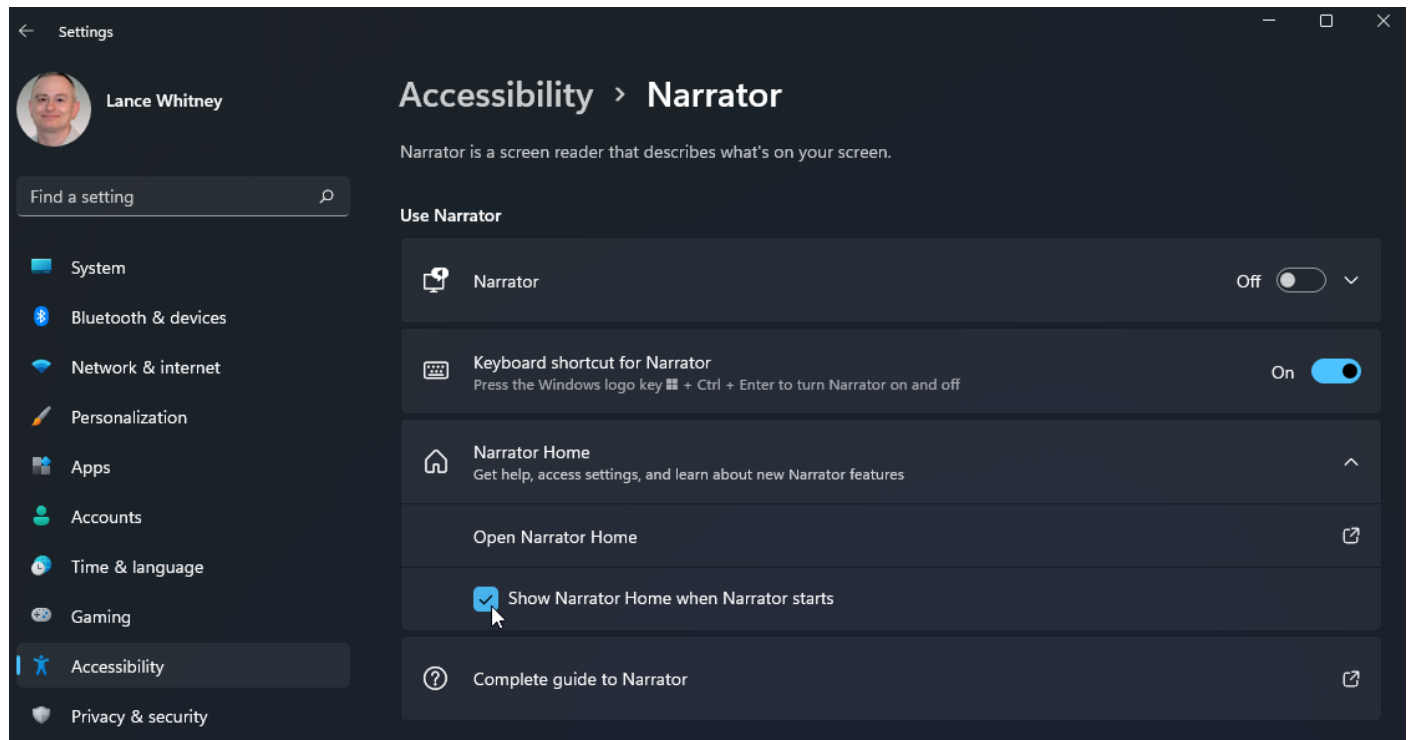 Settings
Lance Whitney
Find a setting
System
Bluetooth & devices
Network & internet
Personalization
Apps
Accounts
Time & language
Gaming
Accessibility
Privacy & security
Accessibility > Narrator
Narrator is a screen reader that describes what's on your screen.
Use Narrator
Narrator Off
Keyboard shortcut for Narrator
Press the Windows logo key + Ctrl + Enter to turn Narrator on and off
On
Narrator Home
Get help, access settings, and learn about new Narrator features
Open Narrator Home
Show Narrator Home when Narrator starts
Complete guide to Narrator